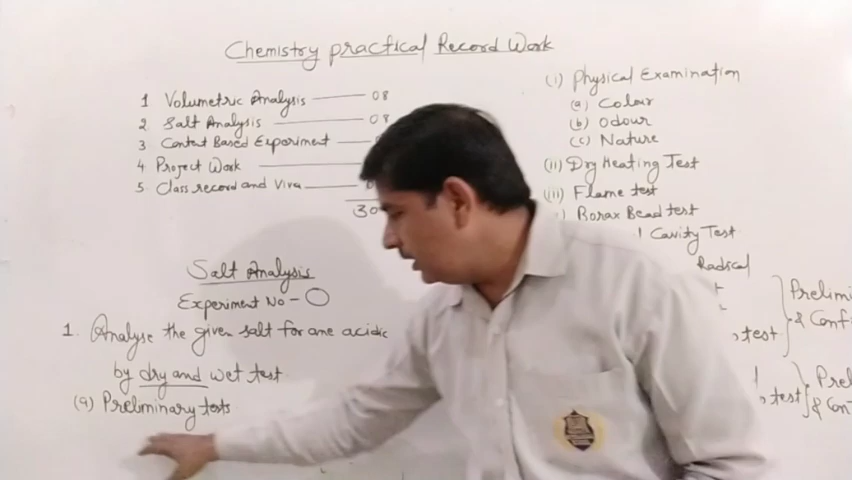 Chemistry practical Record Work
1 Volumetric Analysis — 08
2 Salt Analysis — 08
3 Content Based Experiment —
4 Project Work —
5. Class record and Viva —
30
Salt Analysis
Experiment No - O
1. Analyse the given salt for one acidic
by dry and wet test
(a) Preliminary tests
(i) Physical Examination
(a) Colour
(b) Odour
(c) Nature
(ii) Dry Heating Test
(iii) Flame test
) Borax Bead test
Cavity Test
Radical
Prelimi
test
& Conf
test
Prel
& Con